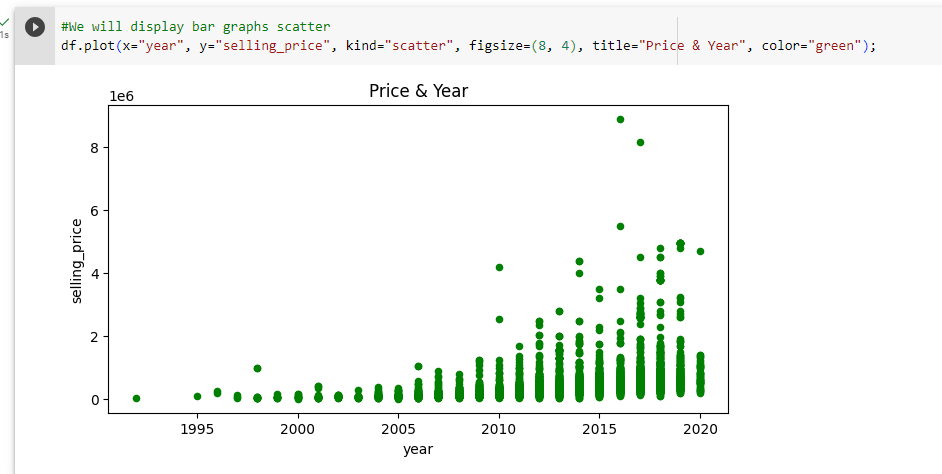 1s
#We will display bar graphs scatter
df.plot(x="year", y="selling_price", kind="scatter", figsize=(8, 4), title="Price & Year", color="green");
Price & Year
1e6
8
6
4
2
0
selling_price
1995 2000 2005 2010 2015 2020
year